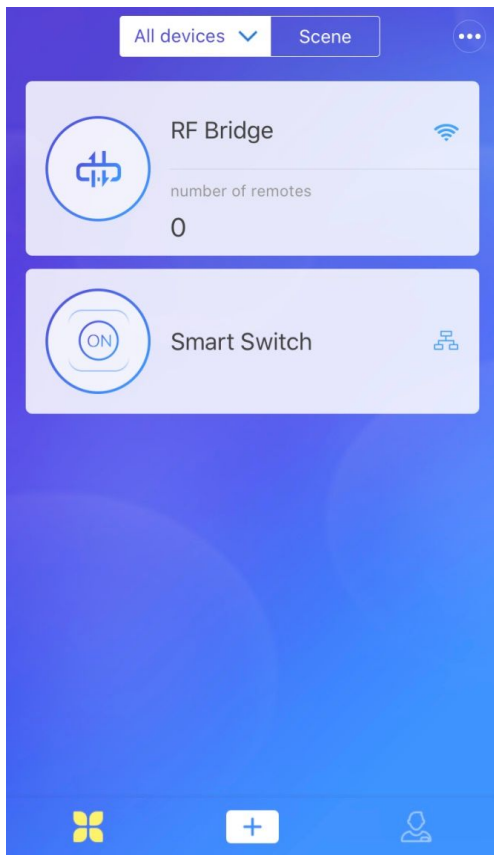 All devices
Scene
RF Bridge
number of remotes
0
ON
Smart Switch